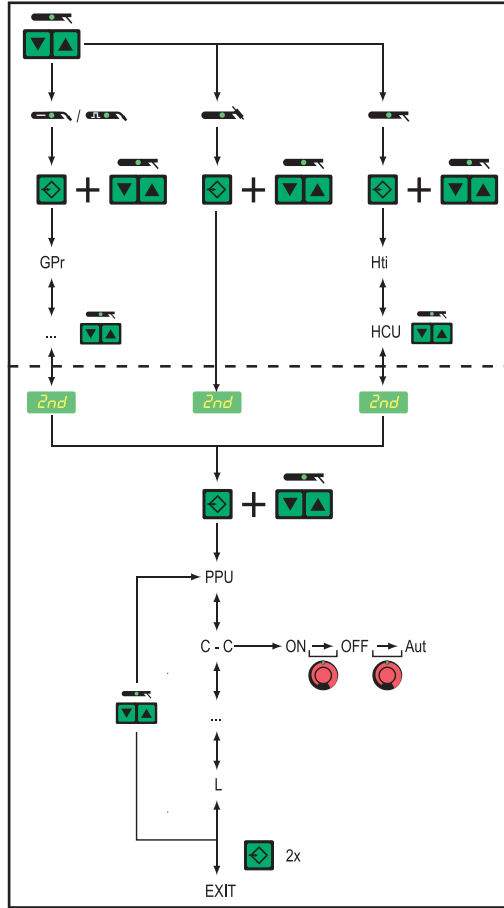 /
+ + +
GPr Hti
... HCU
2nd 2nd 2nd
+
PPU
C - C ON OFF Aut
...
L
2x
EXIT